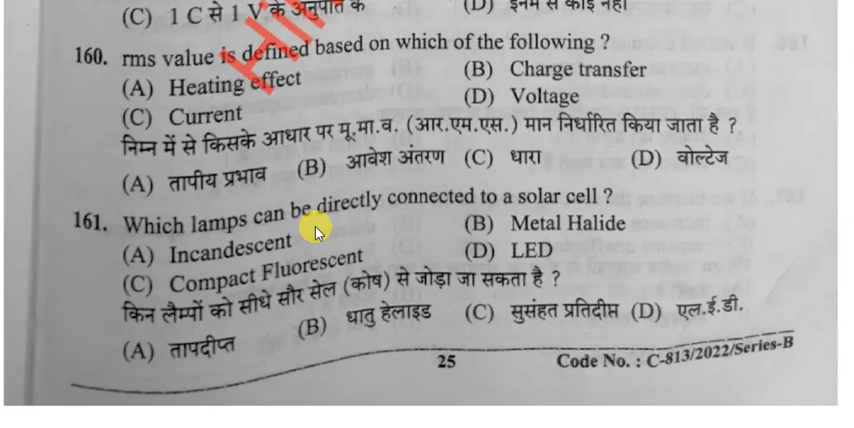 (C) 1 C से 1 V के अनुपात के (D) इनमें से कोई नहीं
160. rms value is defined based on which of the following ?
(A) Heating effect (B) Charge transfer
(C) Current (D) Voltage
निम्न में से किसके आधार पर मू.मा.व. (आर.एम.एस.) मान निर्धारित किया जाता है ?
(A) तापीय प्रभाव (B) आवेश अंतरण (C) धारा (D) वोल्टेज
161. Which lamps can be directly connected to a solar cell ?
(A) Incandescent (B) Metal Halide
(C) Compact Fluorescent (D) LED
किन लैम्पों को सीधे सौर सेल (कोष) से जोड़ा जा सकता है ?
(A) तापदीप्त (B) धातु हेलाइड (C) सुसंहत प्रतिदीप्त (D) एल.ई.डी.
25 Code No. : C-813/2022/Series-B